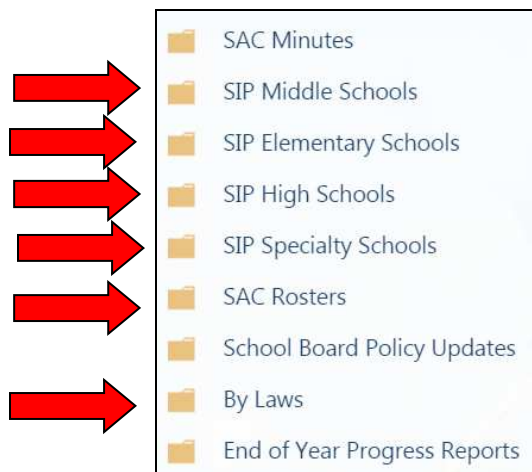 SAC Minutes
SIP Middle Schools
SIP Elementary Schools
SIP High Schools
SIP Specialty Schools
SAC Rosters
School Board Policy Updates
By Laws
End of Year Progress Reports